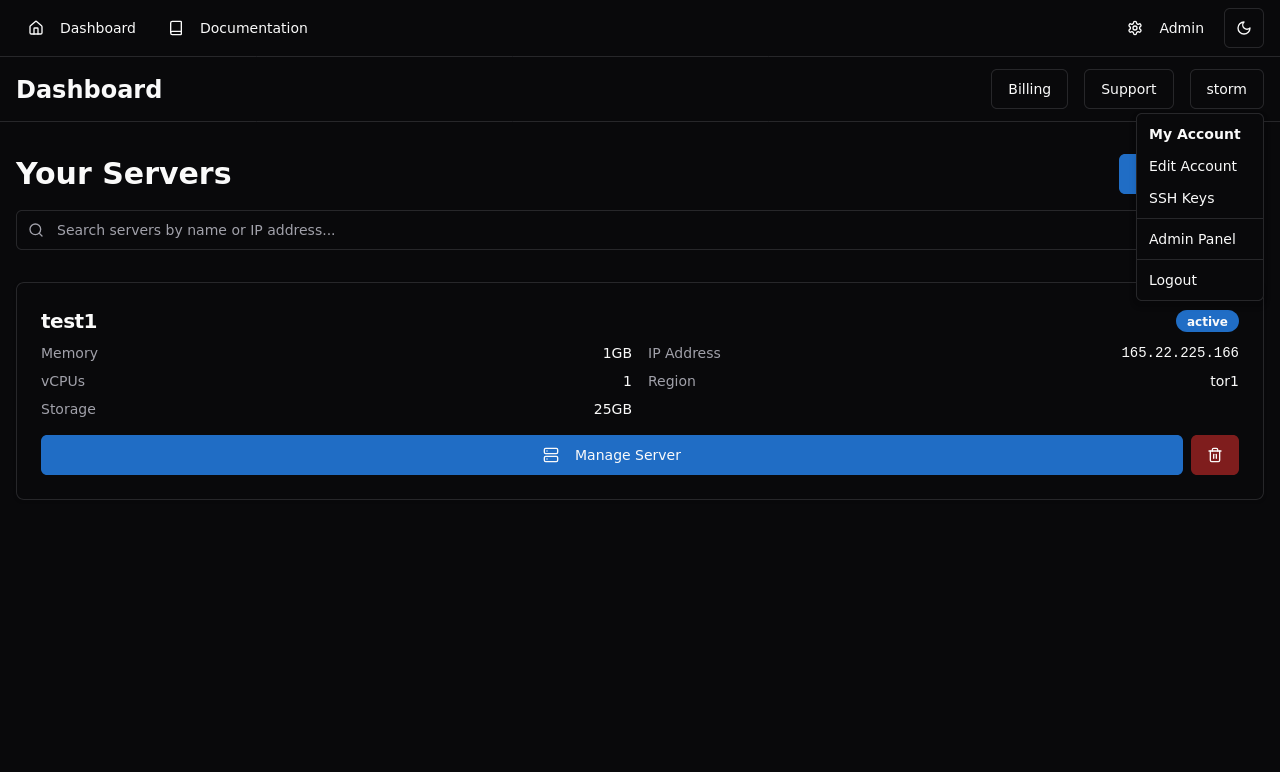 Dashboard Documentation Admin
Dashboard Billing Support storm
My Account
Edit Account
SSH Keys
Admin Panel
Logout
Your Servers
Search servers by name or IP address...
test1 active
Memory 1GB IP Address 165.22.225.166
vCPUs 1 Region tor1
Storage 25GB
Manage Server